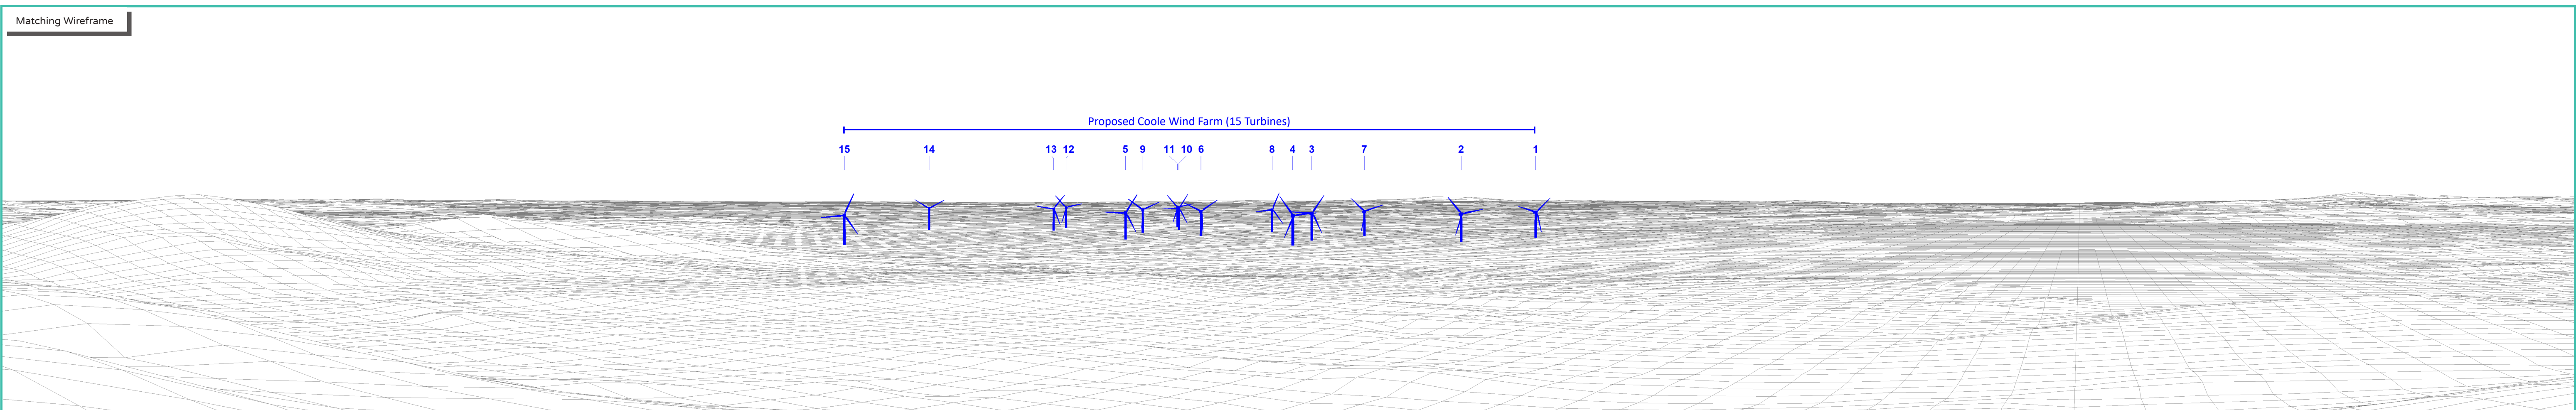 Matching Wireframe
Proposed Coole Wind Farm (15 Turbines)
15 14 13 12 5 9 11 10 6 8 4 3 7 2 1